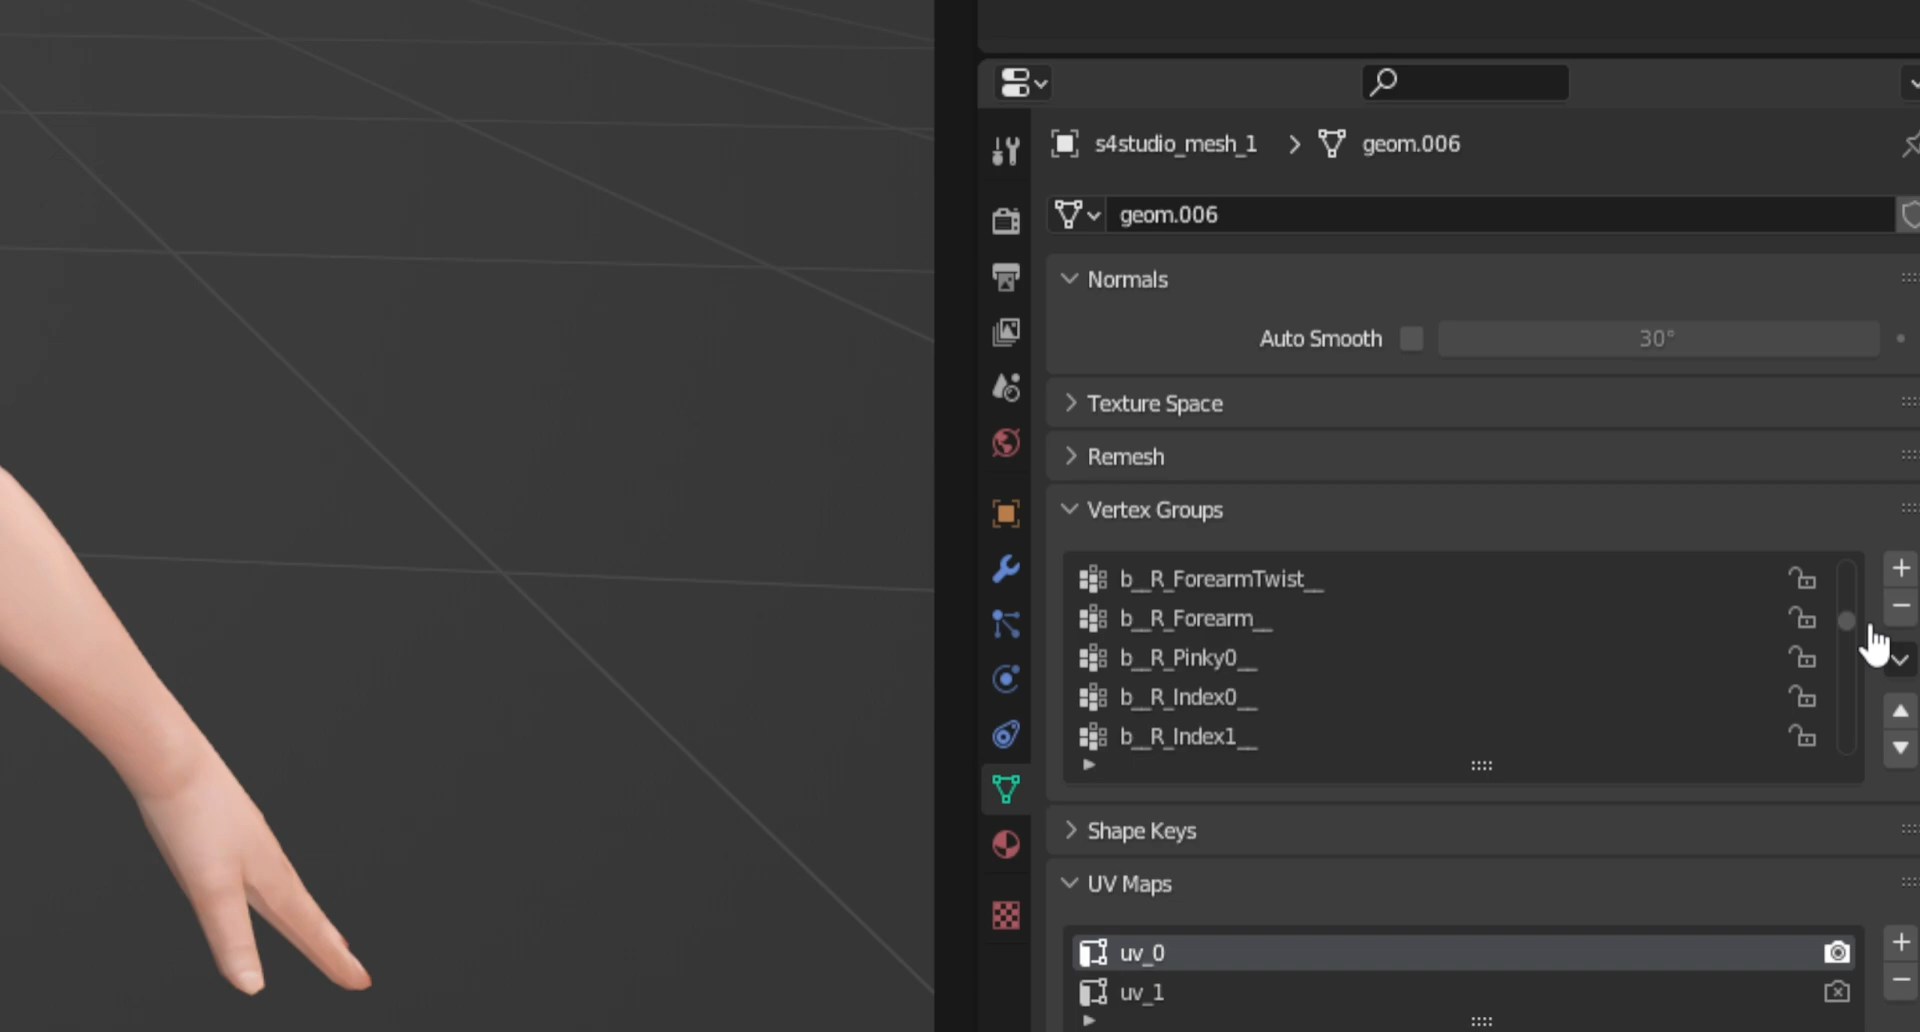 s4studio_mesh_1 > geom.006
geom.006
Normals
Auto Smooth 30°
Texture Space
Remesh
Vertex Groups
b__R_ForearmTwist__
b__R_Forearm__
b__R_Pinky0__
b__R_Index0__
b__R_Index1__
Shape Keys
UV Maps
uv_0
uv_1